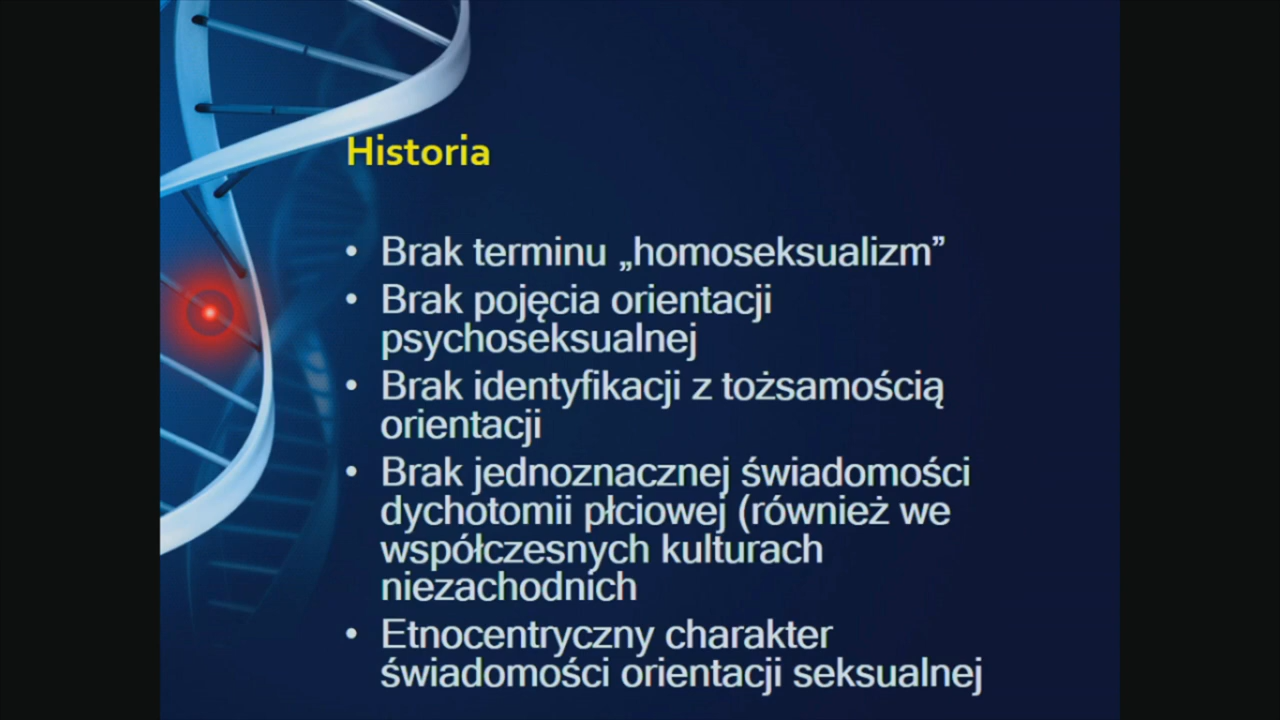 Historia
• Brak terminu „homoseksualizm”
• Brak pojęcia orientacji
psychoseksualnej
• Brak identyfikacji z tożsamością
orientacji
• Brak jednoznacznej świadomości
dychotomii płciowej (również we
współczesnych kulturach
niezachodnich
• Etnocentryczny charakter
świadomości orientacji seksualnej